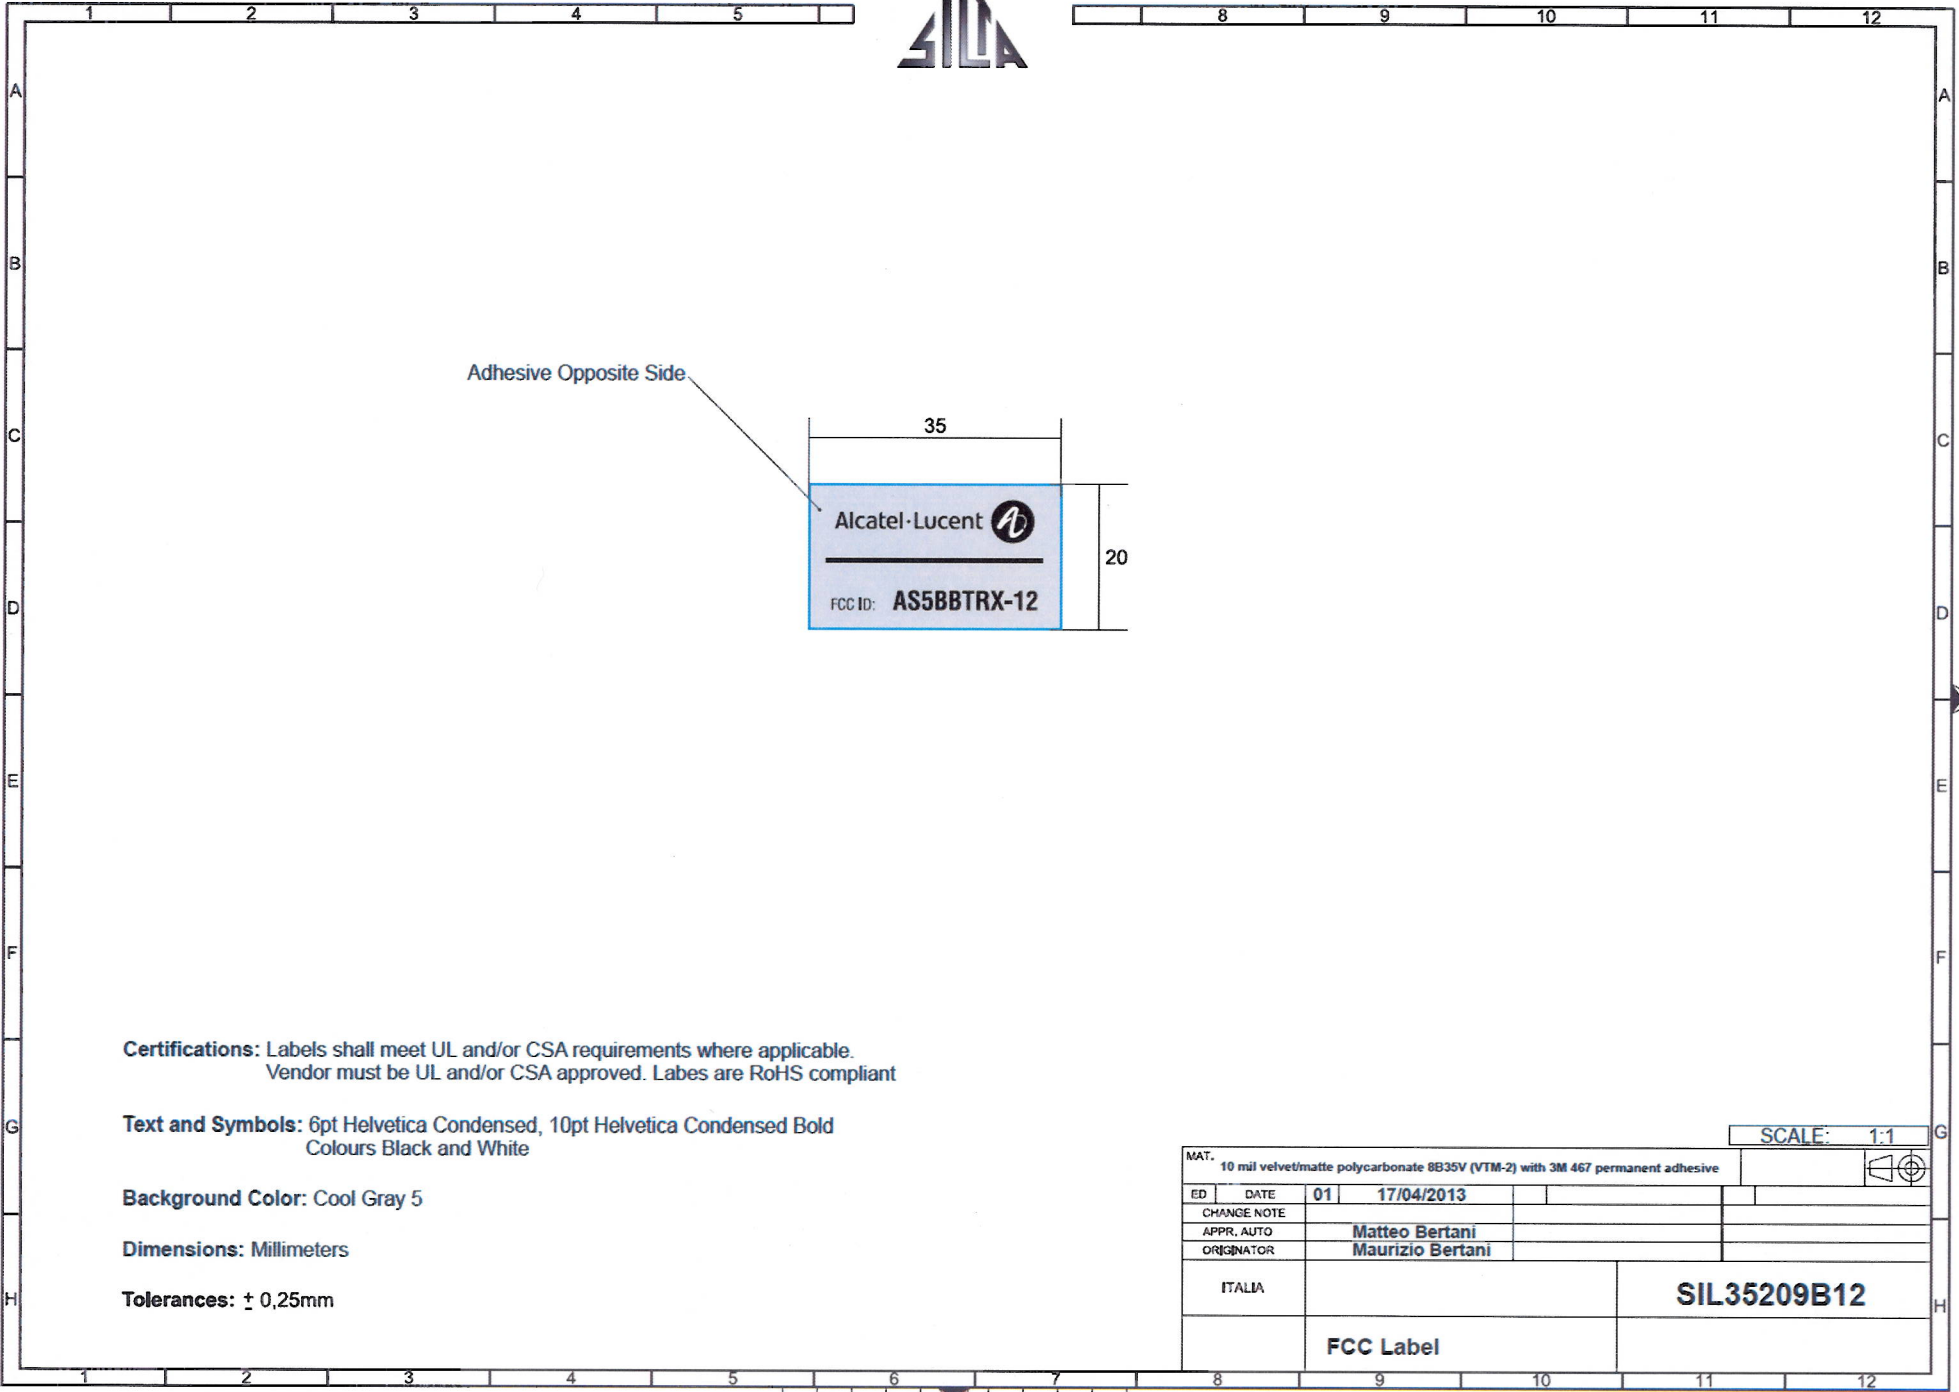 1 2 3 4 5 8 9 10 11 12
SILCA
A A
B B
Adhesive Opposite Side
35
C C
Alcatel·Lucent
20
FCC ID: AS5BBTRX-12
D D
E E
F F
Certifications: Labels shall meet UL and/or CSA requirements where applicable.
Vendor must be UL and/or CSA approved. Labes are RoHS compliant
Text and Symbols: 6pt Helvetica Condensed, 10pt Helvetica Condensed Bold
Colours Black and White
G G
SCALE: 1:1
MAT. 10 mil velvet/matte polycarbonate 8B35V (VTM-2) with 3M 467 permanent adhesive
Background Color: Cool Gray 5
ED DATE 01 17/04/2013
CHANGE NOTE
APPR. AUTO Matteo Bertani
ORIGINATOR Maurizio Bertani
Dimensions: Millimeters
ITALIA SIL35209B12
Tolerances: ± 0,25mm
H H
FCC Label
1 2 3 4 5 6 7 8 9 10 11 12